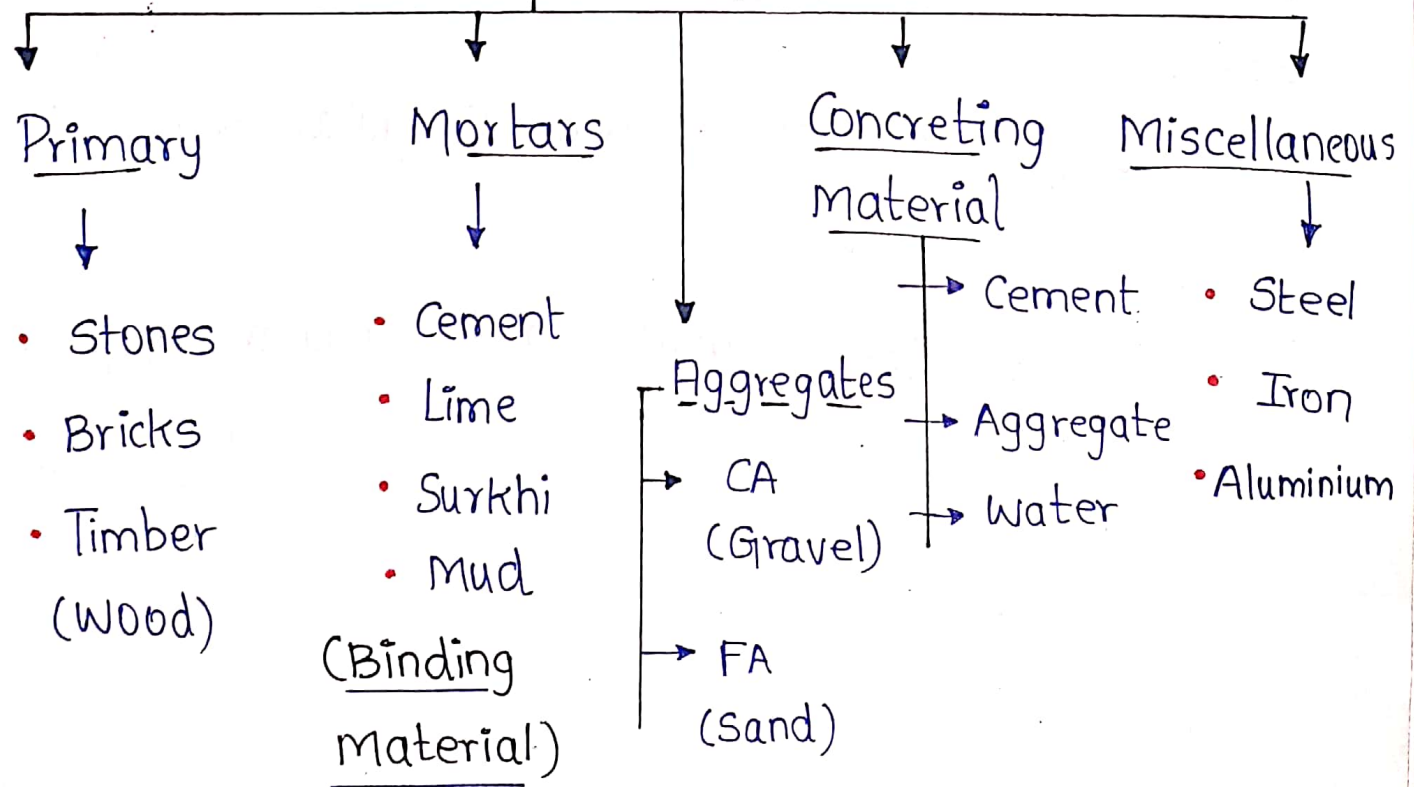 Primary
Stones
Bricks
Timber
(Wood)
Mortars
Cement
Lime
Surkhi
Mud
(Binding
Material)
Aggregates
CA
(Gravel)
FA
(Sand)
Concreting
Material
Cement
Aggregate
Water
Miscellaneous
Steel
Iron
Aluminium